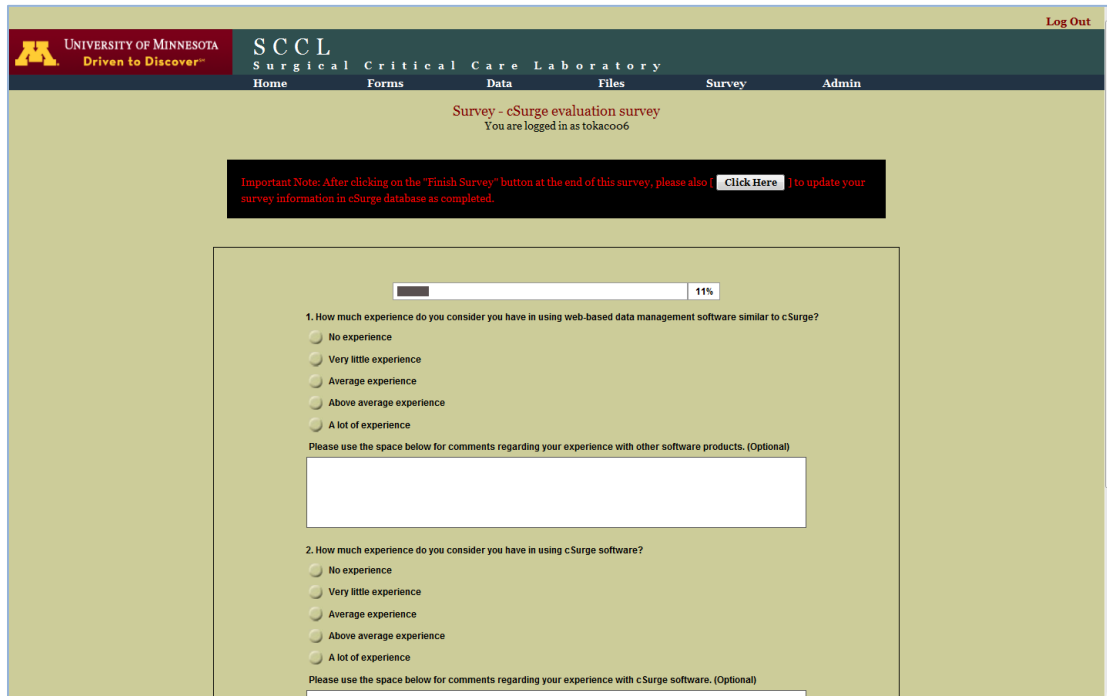 Log Out
UNIVERSITY OF MINNESOTA
Driven to Discover℠
SCCL
Surgical Critical Care Laboratory
Home Forms Data Files Survey Admin
Survey - cSurge evaluation survey
You are logged in as tokac006
Important Note: After clicking on the "Finish Survey" button at the end of this survey, please also [ Click Here ] to update your
survey information in cSurge database as completed.
11%
1. How much experience do you consider you have in using web-based data management software similar to cSurge?
No experience
Very little experience
Average experience
Above average experience
A lot of experience
Please use the space below for comments regarding your experience with other software products. (Optional)
2. How much experience do you consider you have in using cSurge software?
No experience
Very little experience
Average experience
Above average experience
A lot of experience
Please use the space below for comments regarding your experience with cSurge software. (Optional)